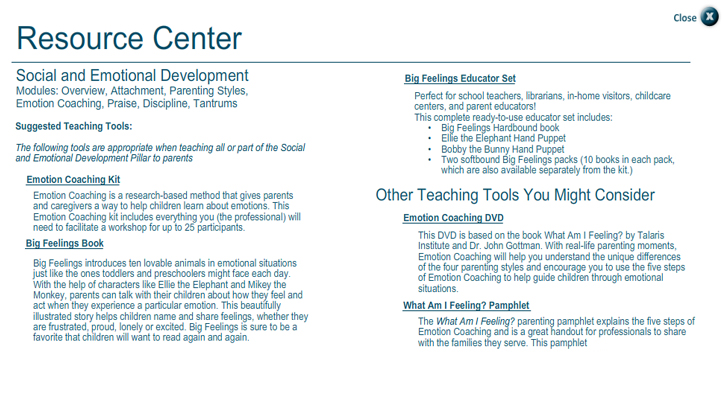 Close X
Resource Center
Social and Emotional Development
Modules: Overview, Attachment, Parenting Styles,
Emotion Coaching, Praise, Discipline, Tantrums
Suggested Teaching Tools:
The following tools are appropriate when teaching all or part of the Social
and Emotional Development Pillar to parents
Emotion Coaching Kit
Emotion Coaching is a research-based method that gives parents
and caregivers a way to help children learn about emotions. This
Emotion Coaching kit includes everything you (the professional) will
need to facilitate a workshop for up to 25 participants.
Big Feelings Book
Big Feelings introduces ten lovable animals in emotional situations
just like the ones toddlers and preschoolers might face each day.
With the help of characters like Ellie the Elephant and Mikey the
Monkey, parents can talk with their children about how they feel and
act when they experience a particular emotion. This beautifully
illustrated story helps children name and share feelings, whether they
are frustrated, proud, lonely or excited. Big Feelings is sure to be a
favorite that children will want to read again and again.
Big Feelings Educator Set
Perfect for school teachers, librarians, in-home visitors, childcare
centers, and parent educators!
This complete ready-to-use educator set includes:
• Big Feelings Hardbound book
• Ellie the Elephant Hand Puppet
• Bobby the Bunny Hand Puppet
• Two softbound Big Feelings packs (10 books in each pack,
which are also available separately from the kit.)
Other Teaching Tools You Might Consider
Emotion Coaching DVD
This DVD is based on the book What Am I Feeling? by Talaris
Institute and Dr. John Gottman. With real-life parenting moments,
Emotion Coaching will help you understand the unique differences
of the four parenting styles and encourage you to use the five steps
of Emotion Coaching to help guide children through emotional
situations.
What Am I Feeling? Pamphlet
The What Am I Feeling? parenting pamphlet explains the five steps of
Emotion Coaching and is a great handout for professionals to share
with the families they serve. This pamphlet